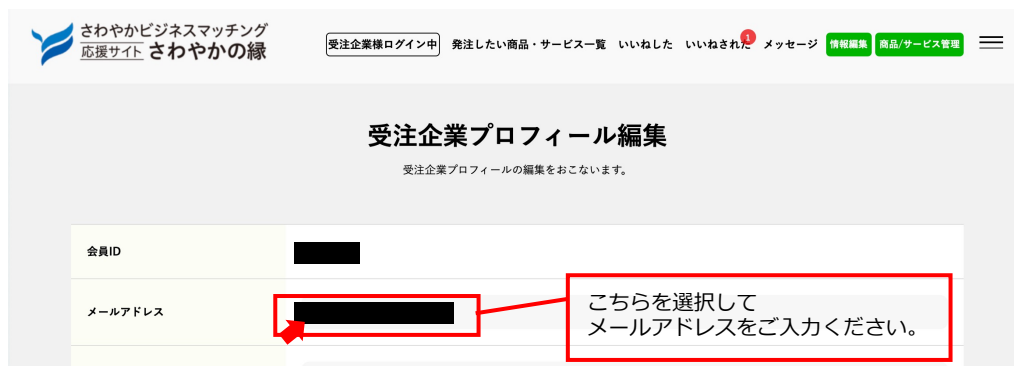 さわやかビジネスマッチング
応援サイト さわやかの縁
受注企業様ログイン中 発注したい商品・サービス一覧 いいねした いいねされた 1 メッセージ 情報編集 商品/サービス管理
受注企業プロフィール編集
受注企業プロフィールの編集をおこないます。
会員ID
メールアドレス
こちらを選択して
メールアドレスをご入力ください。